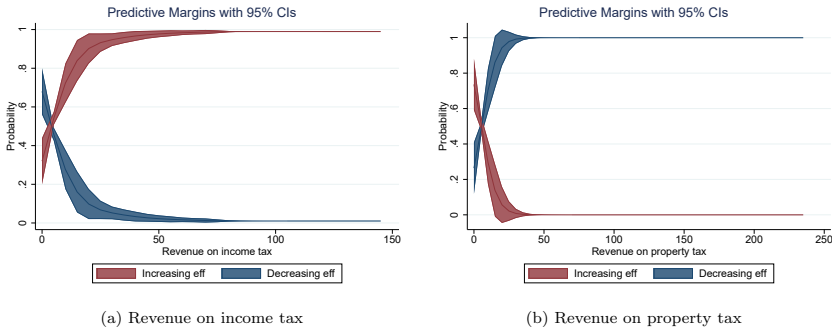 Predictive Margins with 95% CIs
Probability
1
.8
.6
.4
.2
0
0 50 100 150
Revenue on income tax
Increasing eff Decreasing eff
(a) Revenue on income tax
Predictive Margins with 95% CIs
Probability
1
.8
.6
.4
.2
0
0 50 100 150 200 250
Revenue on property tax
Increasing eff Decreasing eff
(b) Revenue on property tax